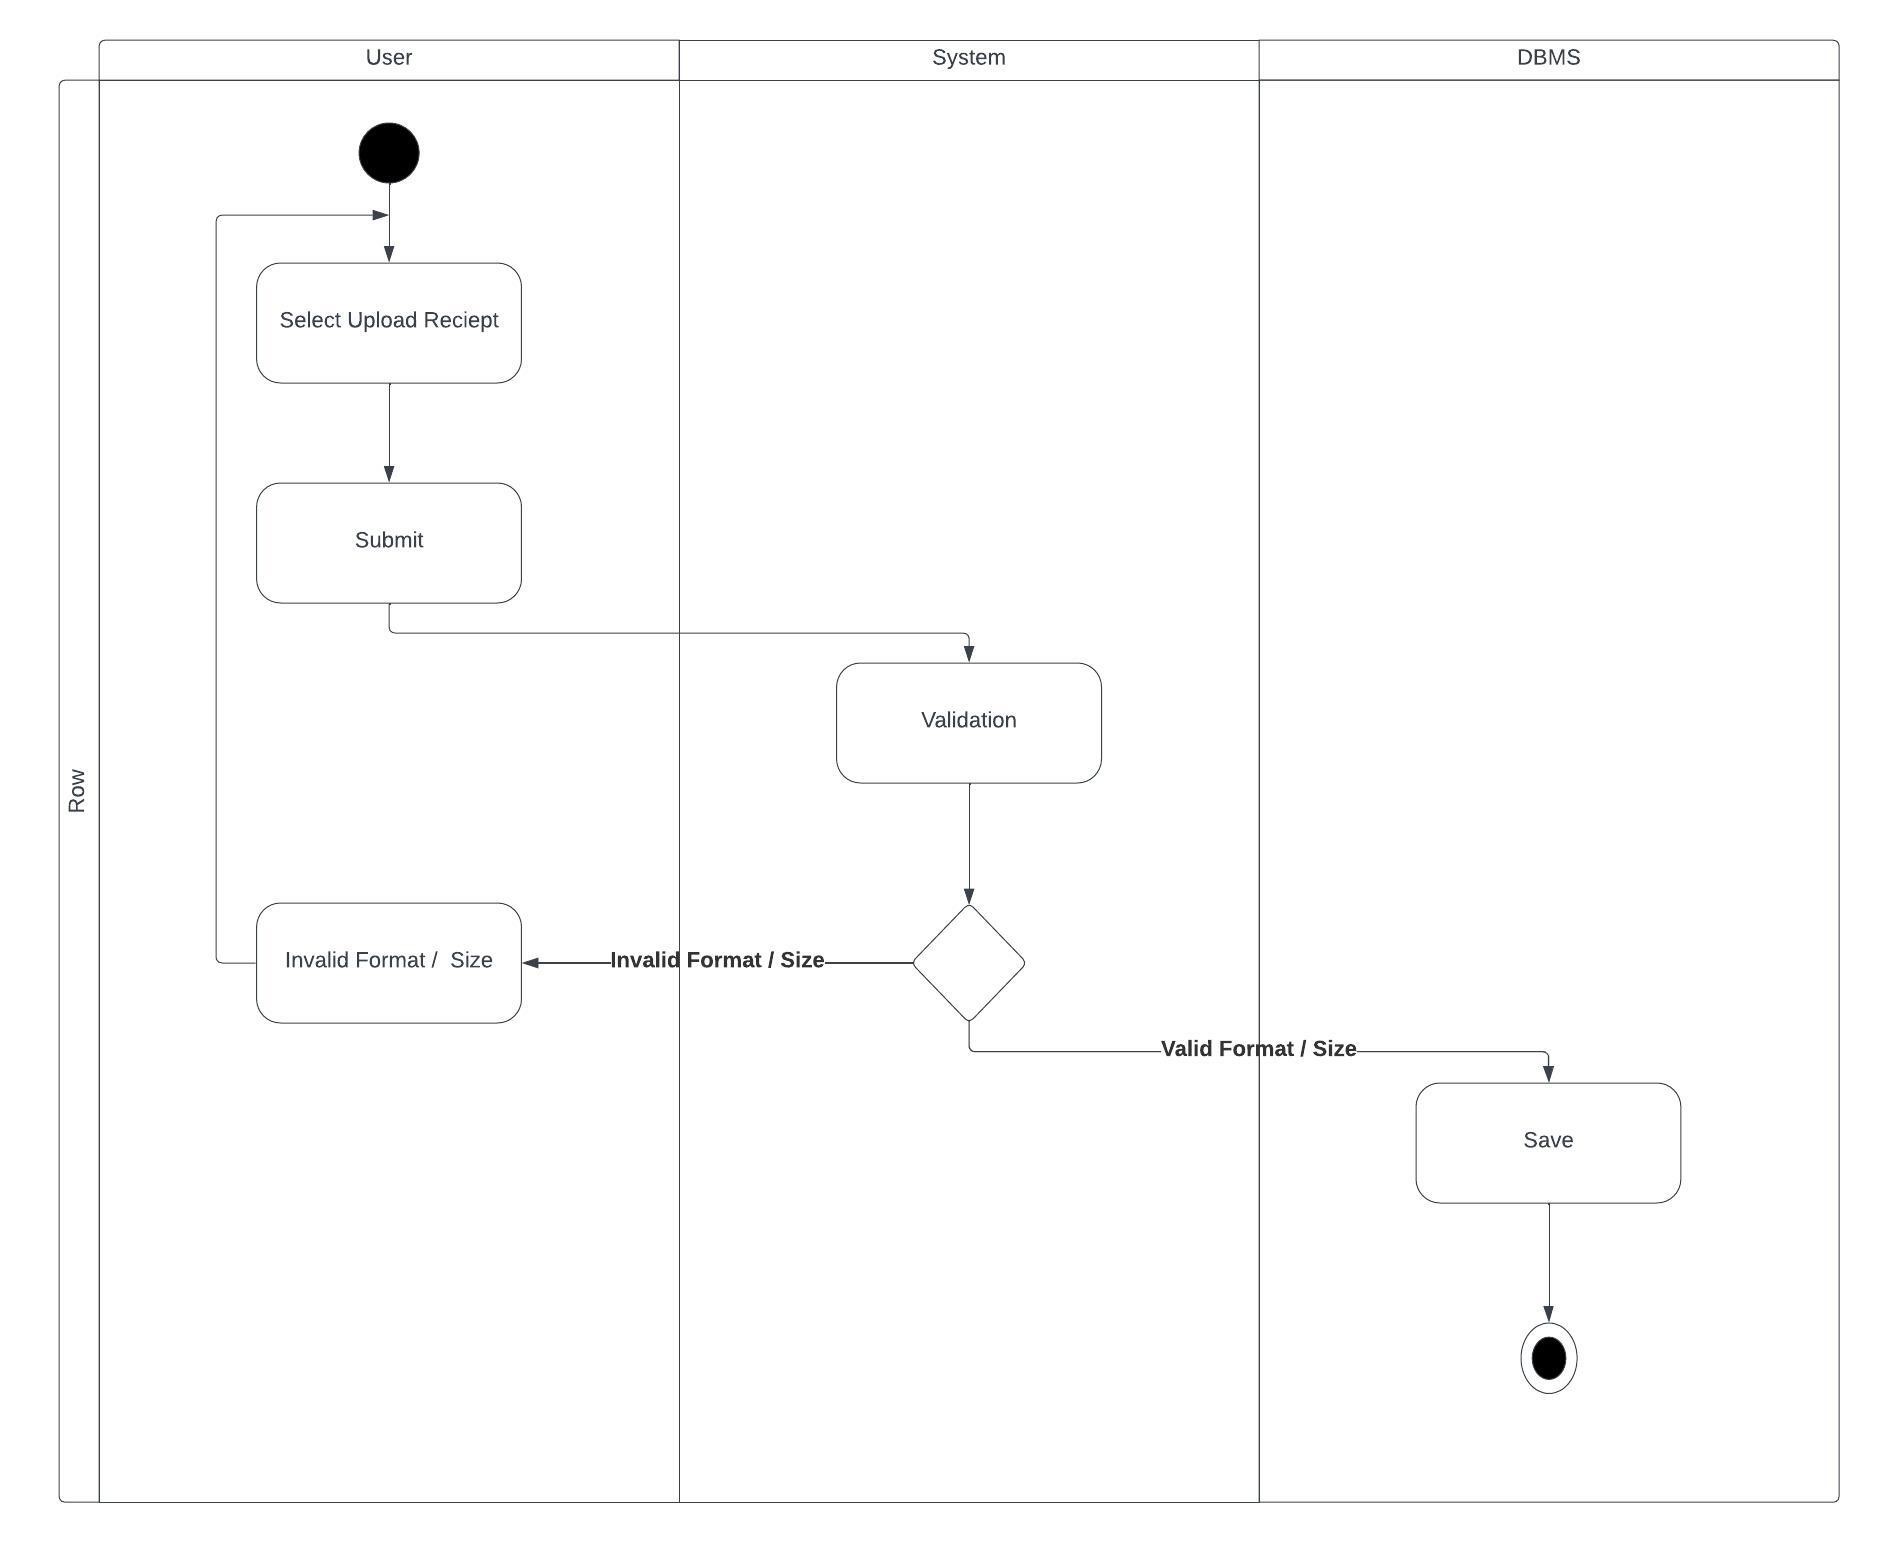 User
System
DBMS
Row
Select Upload Reciept
Submit
Validation
Invalid Format /  Size
Invalid Format / Size
Valid Format / Size
Save